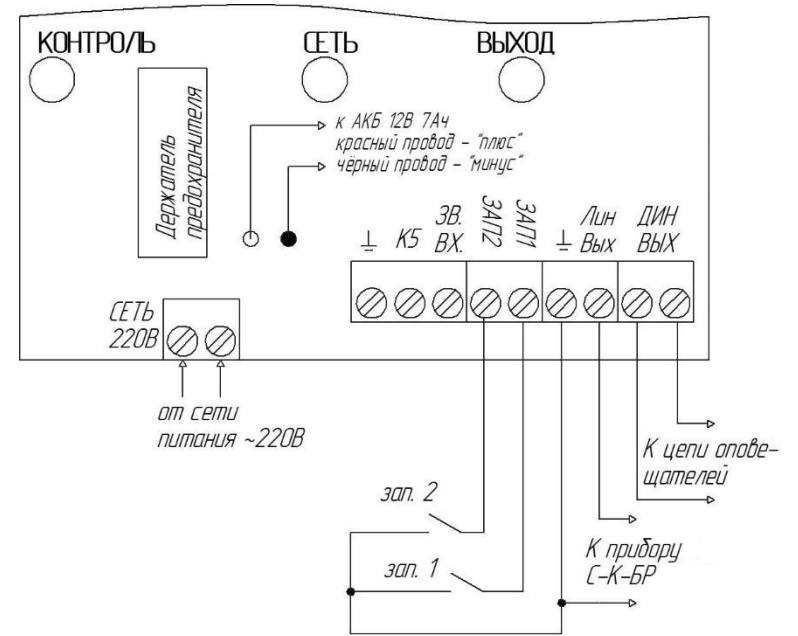 КОНТРОЛЬ
СЕТЬ
ВЫХОД
Держатель
предохранителя
к АКБ 12В 7Ач
красный провод – "плюс"
чёрный провод – "минус"
⏚
К5
ЗВ.
ВХ.
ЗАП2
ЗАП1
⏚
Лин
Вых
ДИН
ВЫХ
СЕТЬ
220В
от сети
питания ~220В
К цепи опове–
щателей
зап. 2
зап. 1
К прибору
С–К–БР